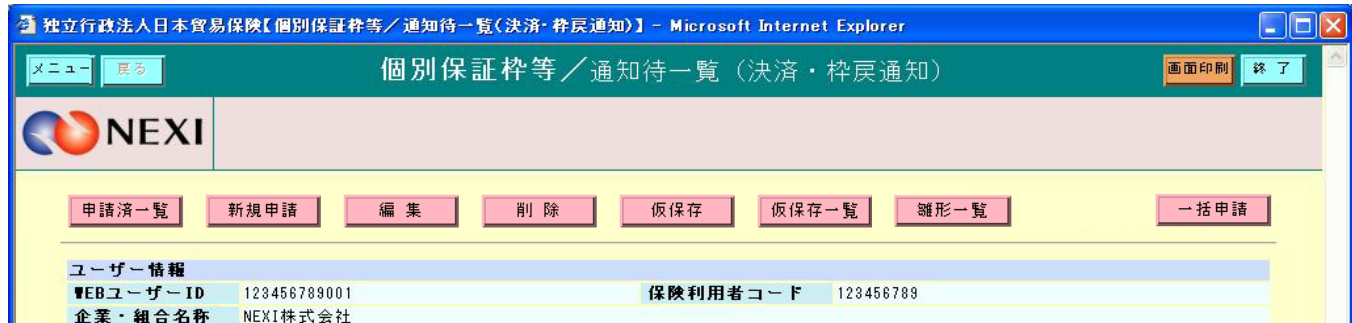 独立行政法人日本貿易保険【個別保証枠等／通知待一覧(決済・枠戻通知)】 - Microsoft Internet Explorer
メニュー 戻る 個別保証枠等／通知待一覧（決済・枠戻通知） 画面印刷 終 了
NEXI
申請済一覧 新規申請 編 集 削 除 仮保存 仮保存一覧 雛形一覧 一括申請
ユーザー情報
WEBユーザーID 123456789001 保険利用者コード 123456789
企業・組合名称 NEXI株式会社